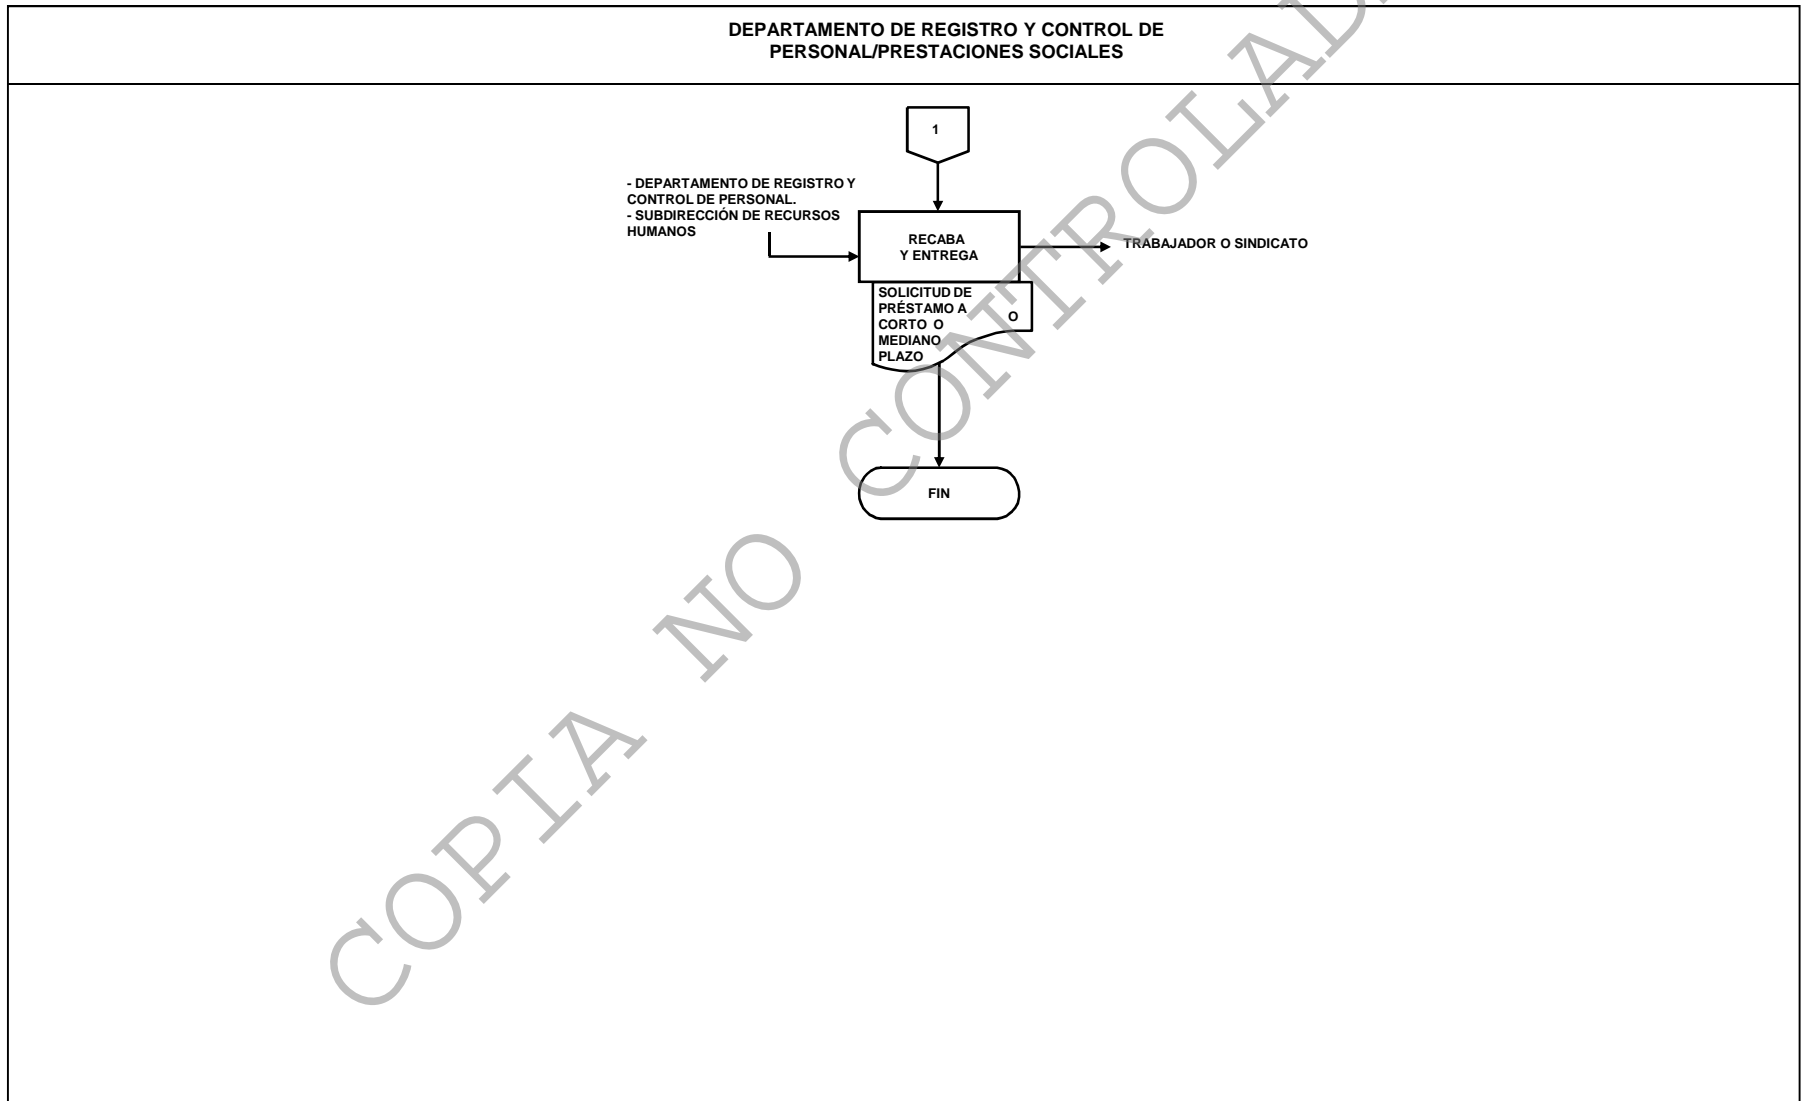 DEPARTAMENTO DE REGISTRO Y CONTROL DE
PERSONAL/PRESTACIONES SOCIALES
1
- DEPARTAMENTO DE REGISTRO Y
CONTROL DE PERSONAL.
- SUBDIRECCIÓN DE RECURSOS
HUMANOS
RECABA
Y ENTREGA
TRABAJADOR O SINDICATO
SOLICITUD DE
PRÉSTAMO A
CORTO O
MEDIANO
PLAZO
O
FIN
COPIA NO CONTROLAD